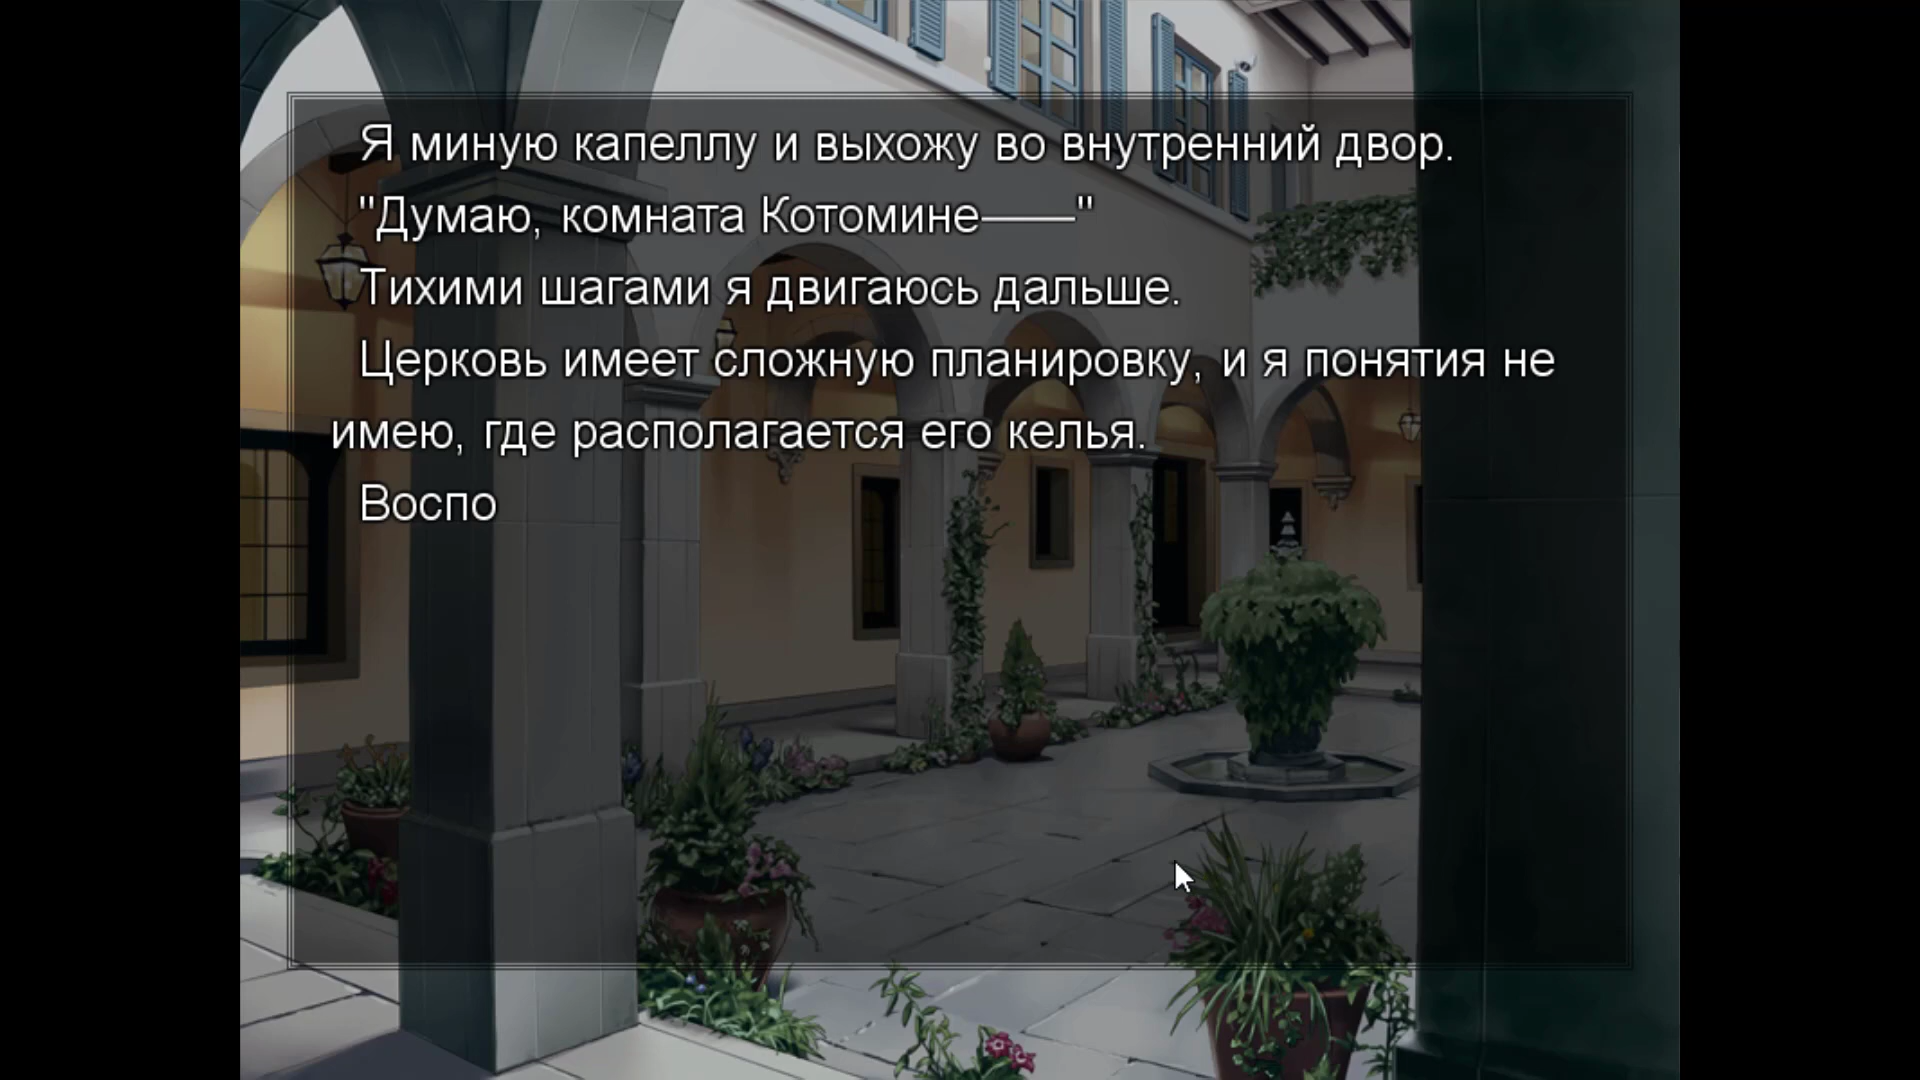 Я миную капеллу и выхожу во внутренний двор.
"Думаю, комната Котомине——"
Тихими шагами я двигаюсь дальше.
Церковь имеет сложную планировку, и я понятия не
имею, где располагается его келья.
Воспо